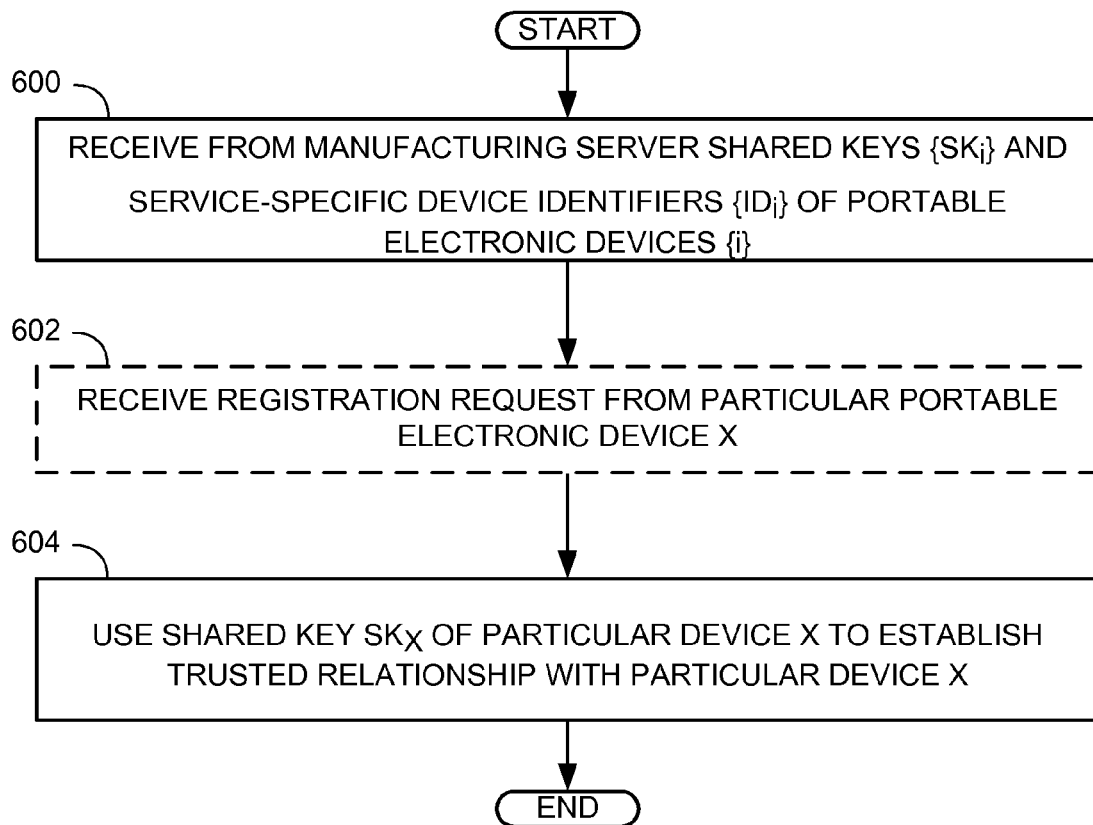 START
600
RECEIVE FROM MANUFACTURING SERVER SHARED KEYS {SKi} AND
SERVICE-SPECIFIC DEVICE IDENTIFIERS {IDi} OF PORTABLE
ELECTRONIC DEVICES {i}
602
RECEIVE REGISTRATION REQUEST FROM PARTICULAR PORTABLE
ELECTRONIC DEVICE X
604
USE SHARED KEY SKX OF PARTICULAR DEVICE X TO ESTABLISH
TRUSTED RELATIONSHIP WITH PARTICULAR DEVICE X
END